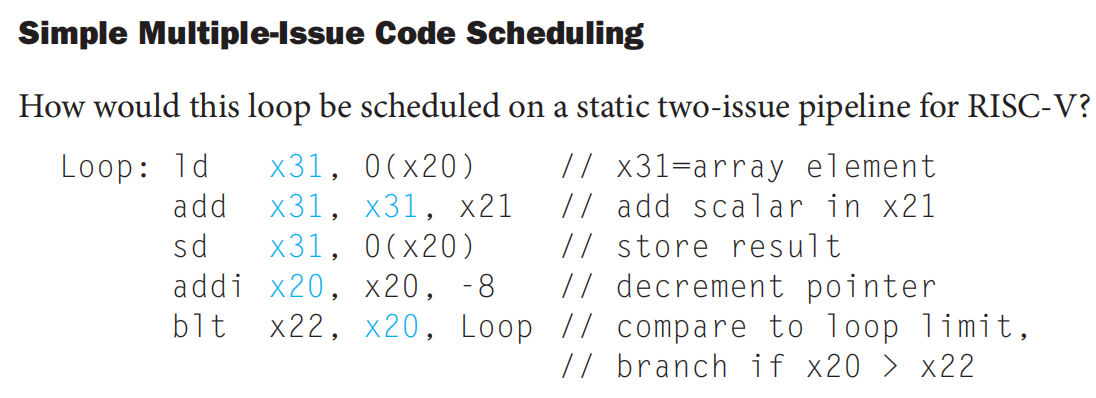 Simple Multiple-Issue Code Scheduling
How would this loop be scheduled on a static two-issue pipeline for RISC-V?
Loop: ld x31, 0(x20) // x31=array element
add x31, x31, x21 // add scalar in x21
sd x31, 0(x20) // store result
addi x20, x20, -8 // decrement pointer
blt x22, x20, Loop // compare to loop limit,
// branch if x20 > x22